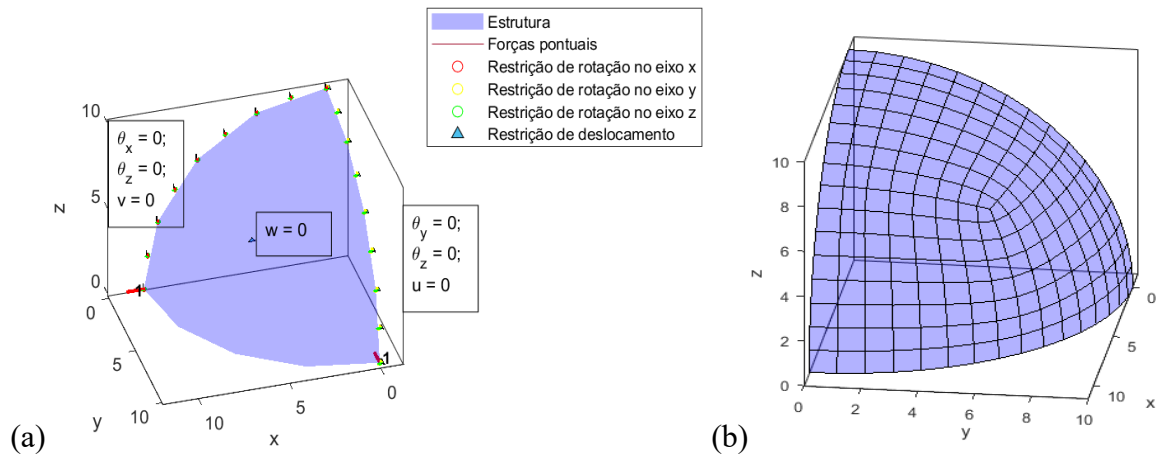 Estrutura
Forças pontuais
Restrição de rotação no eixo x
Restrição de rotação no eixo y
Restrição de rotação no eixo z
Restrição de deslocamento
10
5
0
z
θx = 0;
θz = 0;
v = 0
w = 0
θy = 0;
θz = 0;
u = 0
1
1
0
5
10
y
10
5
0
x
(a)
10
8
6
4
2
0
z
0
2
4
6
8
10
y
0
5
10
x
(b)